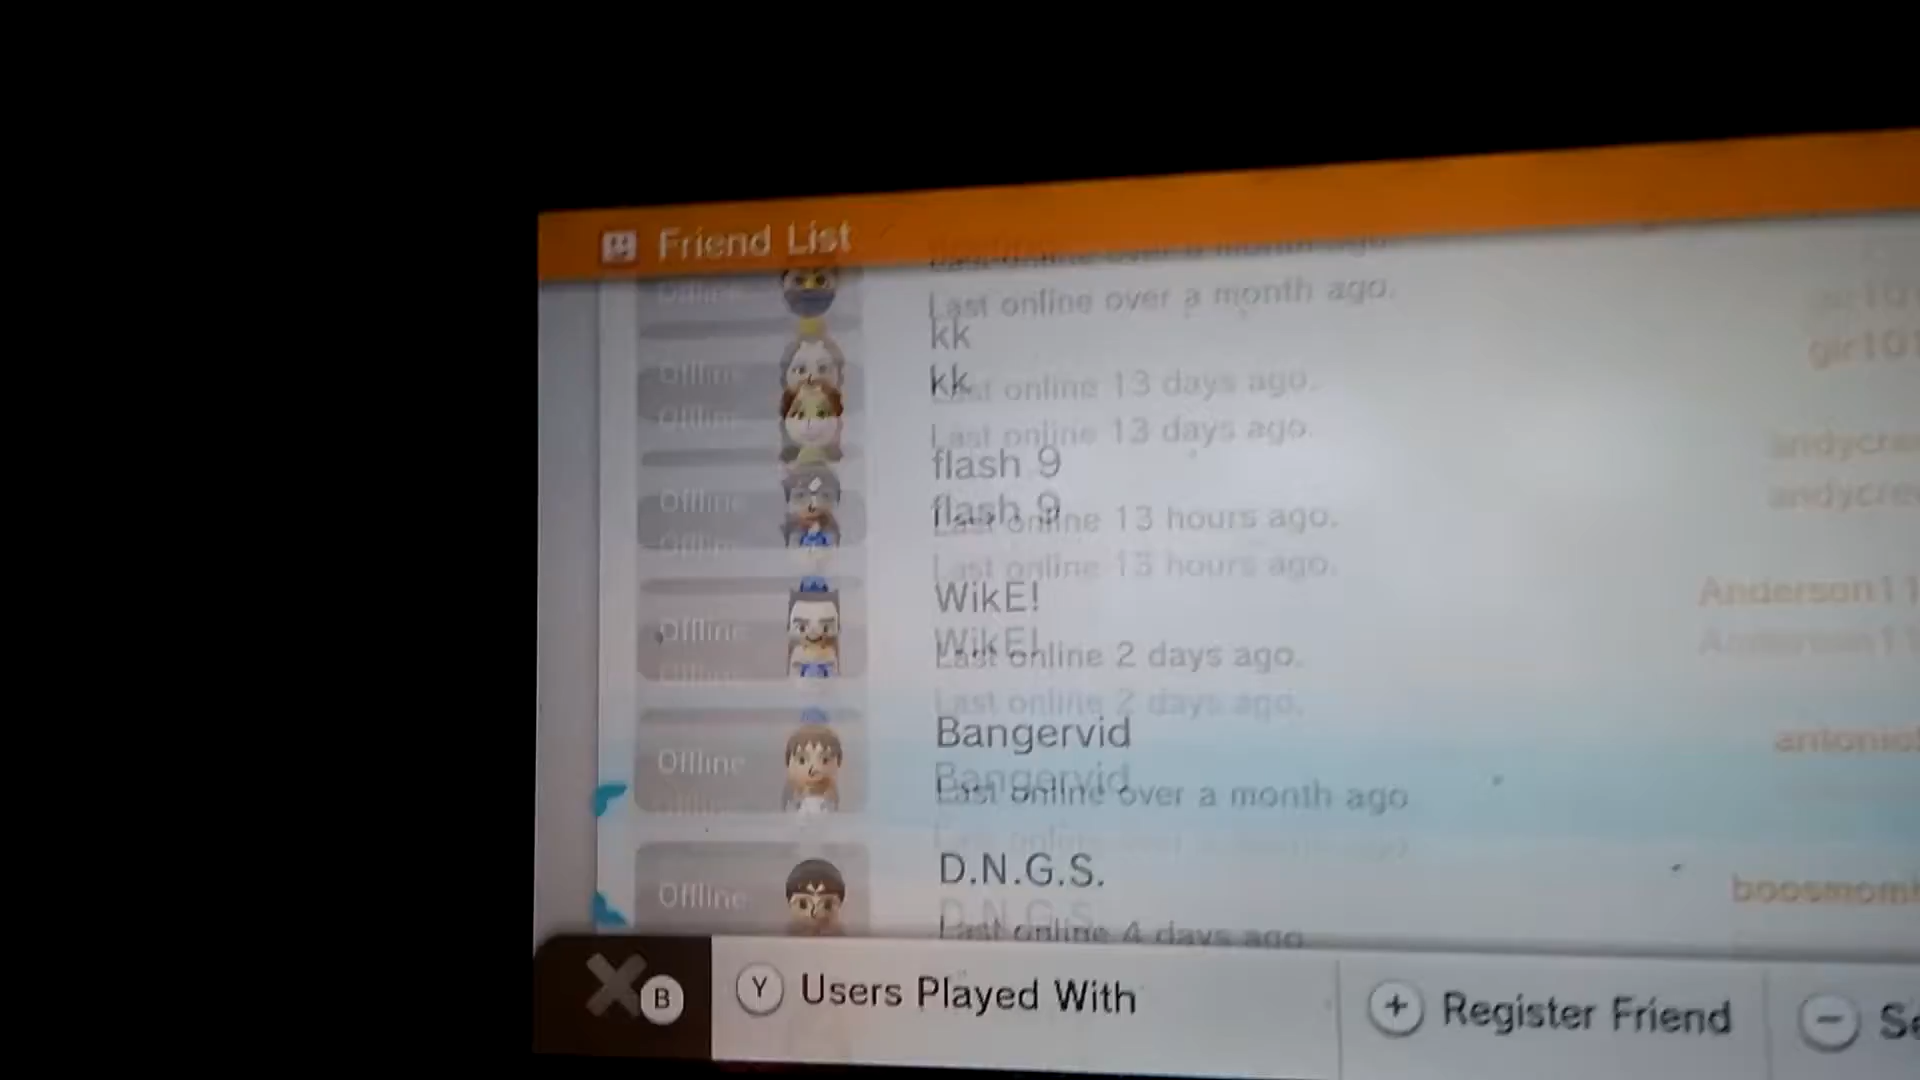 Friend List
Last online over a month ago.
kk
Offline
Last online 13 days ago.
flash 9
Offline
Last online 13 hours ago.
WikE!
Offline
Last online 2 days ago.
Bangervid
Offline
Last online over a month ago
D.N.G.S.
Offline
Last online 4 days ago
B
Y Users Played With
+ Register Friend
−